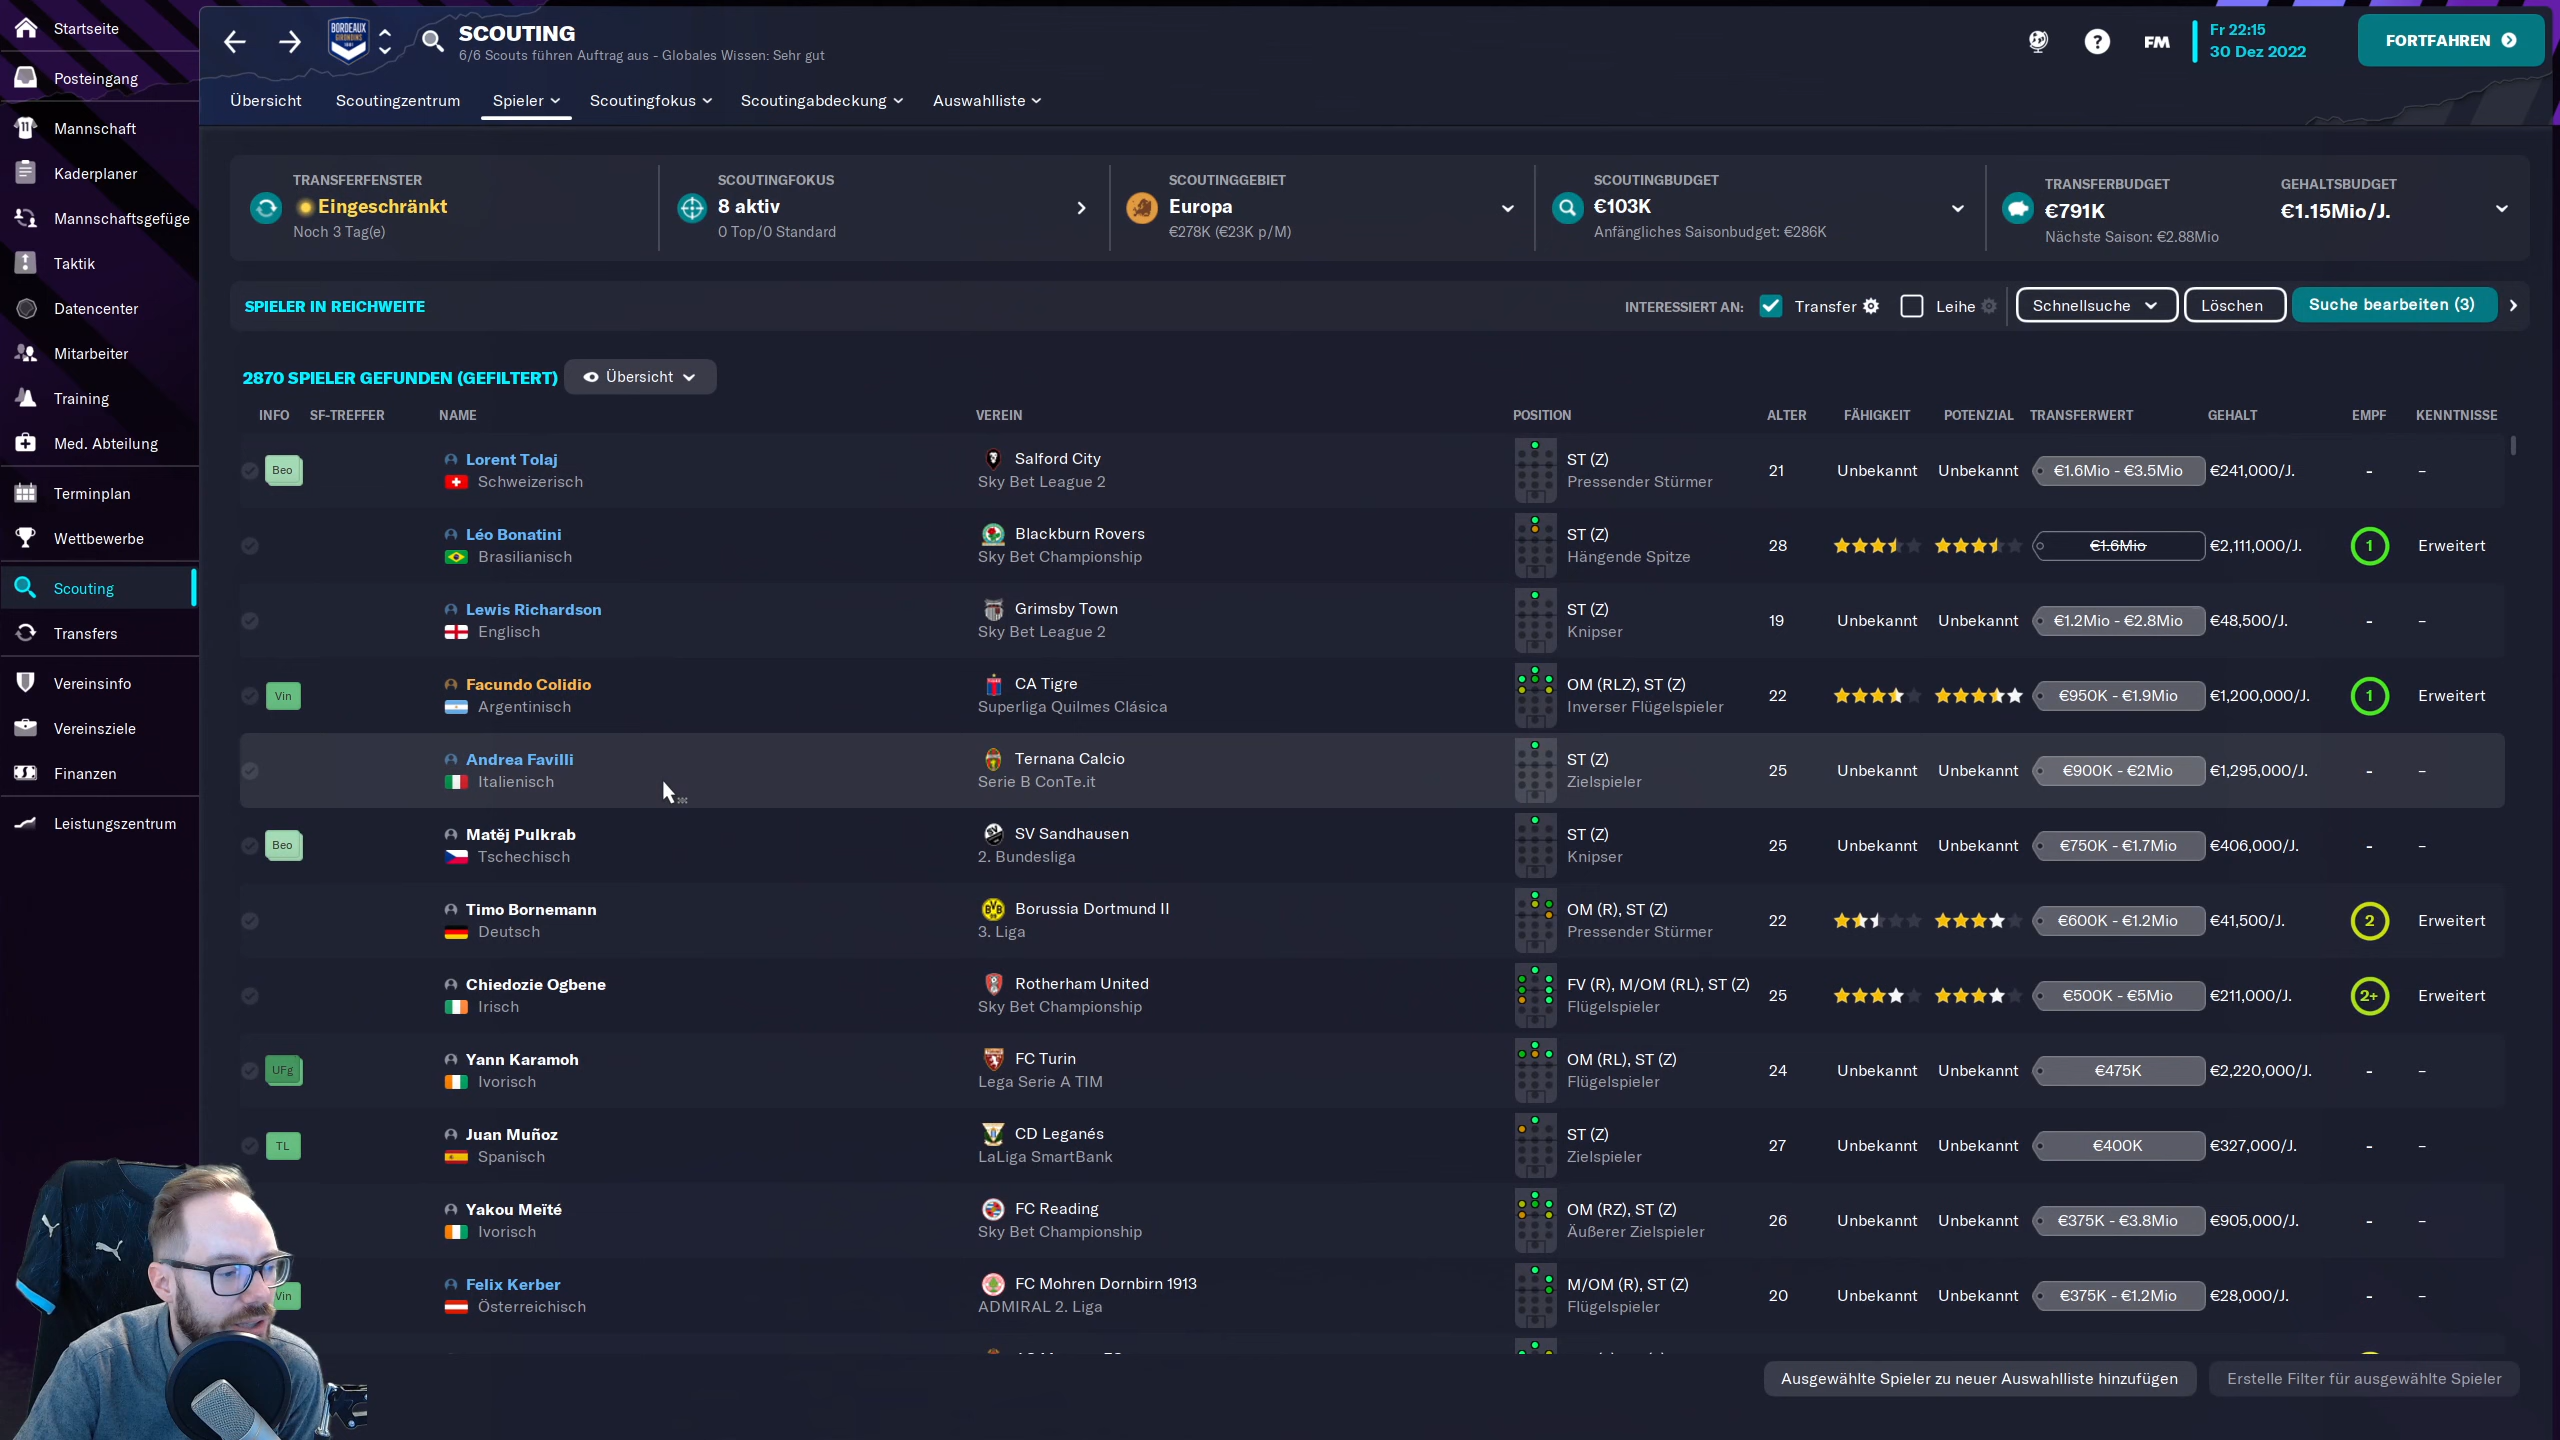 Startseite
Posteingang
Mannschaft
Kaderplaner
Mannschaftsgefüge
Taktik
Datencenter
Mitarbeiter
Training
Med. Abteilung
Terminplan
Wettbewerbe
Scouting
Transfers
Vereinsinfo
Vereinsziele
Finanzen
Leistungszentrum
BORDEAUX
GIRONDINS
SCOUTING
6/6 Scouts führen Auftrag aus - Globales Wissen: Sehr gut
? FM
Fr 22:15
30 Dez 2022
FORTFAHREN
Übersicht Scoutingzentrum Spieler Scoutingfokus Scoutingabdeckung Auswahlliste
TRANSFERFENSTER
Eingeschränkt
Noch 3 Tag(e)
SCOUTINGFOKUS
8 aktiv
0 Top/0 Standard
SCOUTINGGEBIET
Europa
€278K (€23K p/M)
SCOUTINGBUDGET
€103K
Anfängliches Saisonbudget: €286K
TRANSFERBUDGET
€791K
Nächste Saison: €2.88Mio
GEHALTSBUDGET
€1.15Mio/J.
SPIELER IN REICHWEITE
INTERESSIERT AN: Transfer Leihe Schnellsuche Löschen Suche bearbeiten (3)
2870 SPIELER GEFUNDEN (GEFILTERT) Übersicht
INFO SF-TREFFER NAME VEREIN POSITION ALTER FÄHIGKEIT POTENZIAL TRANSFERWERT GEHALT EMPF KENNTNISSE
Beo Lorent Tolaj Salford City ST (Z) 21 Unbekannt Unbekannt €1.6Mio - €3.5Mio €241,000/J. - –
Schweizerisch Sky Bet League 2 Pressender Stürmer
Léo Bonatini Blackburn Rovers ST (Z) 28 €1.6Mio €2,111,000/J. 1 Erweitert
Brasilianisch Sky Bet Championship Hängende Spitze
Lewis Richardson Grimsby Town ST (Z) 19 Unbekannt Unbekannt €1.2Mio - €2.8Mio €48,500/J. - –
Englisch Sky Bet League 2 Knipser
Vin Facundo Colidio CA Tigre OM (RLZ), ST (Z) 22 €950K - €1.9Mio €1,200,000/J. 1 Erweitert
Argentinisch Superliga Quilmes Clásica Inverser Flügelspieler
Andrea Favilli Ternana Calcio ST (Z) 25 Unbekannt Unbekannt €900K - €2Mio €1,295,000/J. - –
Italienisch Serie B ConTe.it Zielspieler
Beo Matěj Pulkrab SV Sandhausen ST (Z) 25 Unbekannt Unbekannt €750K - €1.7Mio €406,000/J. - –
Tschechisch 2. Bundesliga Knipser
Timo Bornemann Borussia Dortmund II OM (R), ST (Z) 22 €600K - €1.2Mio €41,500/J. 2 Erweitert
Deutsch 3. Liga Pressender Stürmer
Chiedozie Ogbene Rotherham United FV (R), M/OM (RL), ST (Z) 25 €500K - €5Mio €211,000/J. 2+ Erweitert
Irisch Sky Bet Championship Flügelspieler
UFg Yann Karamoh FC Turin OM (RL), ST (Z) 24 Unbekannt Unbekannt €475K €2,220,000/J. - –
Ivorisch Lega Serie A TIM Flügelspieler
TL Juan Muñoz CD Leganés ST (Z) 27 Unbekannt Unbekannt €400K €327,000/J. - –
Spanisch LaLiga SmartBank Zielspieler
Yakou Meïté FC Reading OM (RZ), ST (Z) 26 Unbekannt Unbekannt €375K - €3.8Mio €905,000/J. - –
Ivorisch Sky Bet Championship Äußerer Zielspieler
Vin Felix Kerber FC Mohren Dornbirn 1913 M/OM (R), ST (Z) 20 Unbekannt Unbekannt €375K - €1.2Mio €28,000/J. - –
Österreichisch ADMIRAL 2. Liga Flügelspieler
Ausgewählte Spieler zu neuer Auswahlliste hinzufügen Erstelle Filter für ausgewählte Spieler